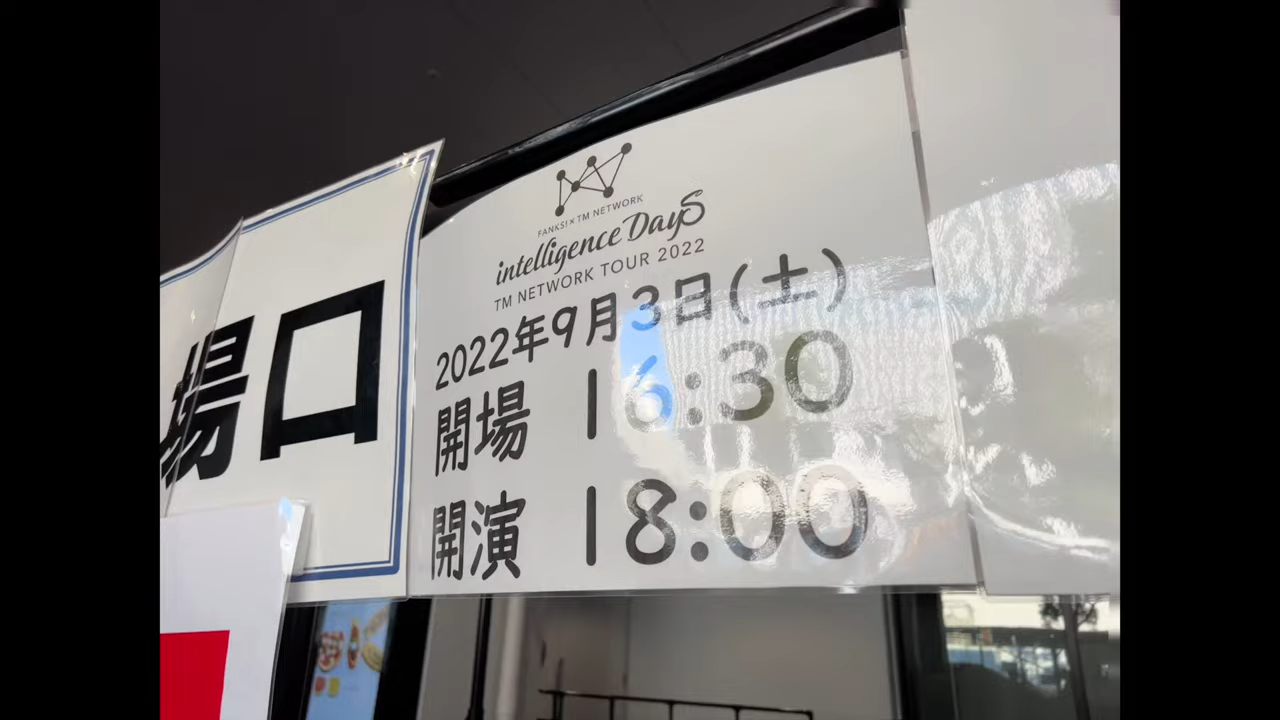 場口
FANKS!×TM NETWORK
intelligence DayS
TM NETWORK TOUR 2022
2022年9月3日(土)
開場 16:30
開演 18:00